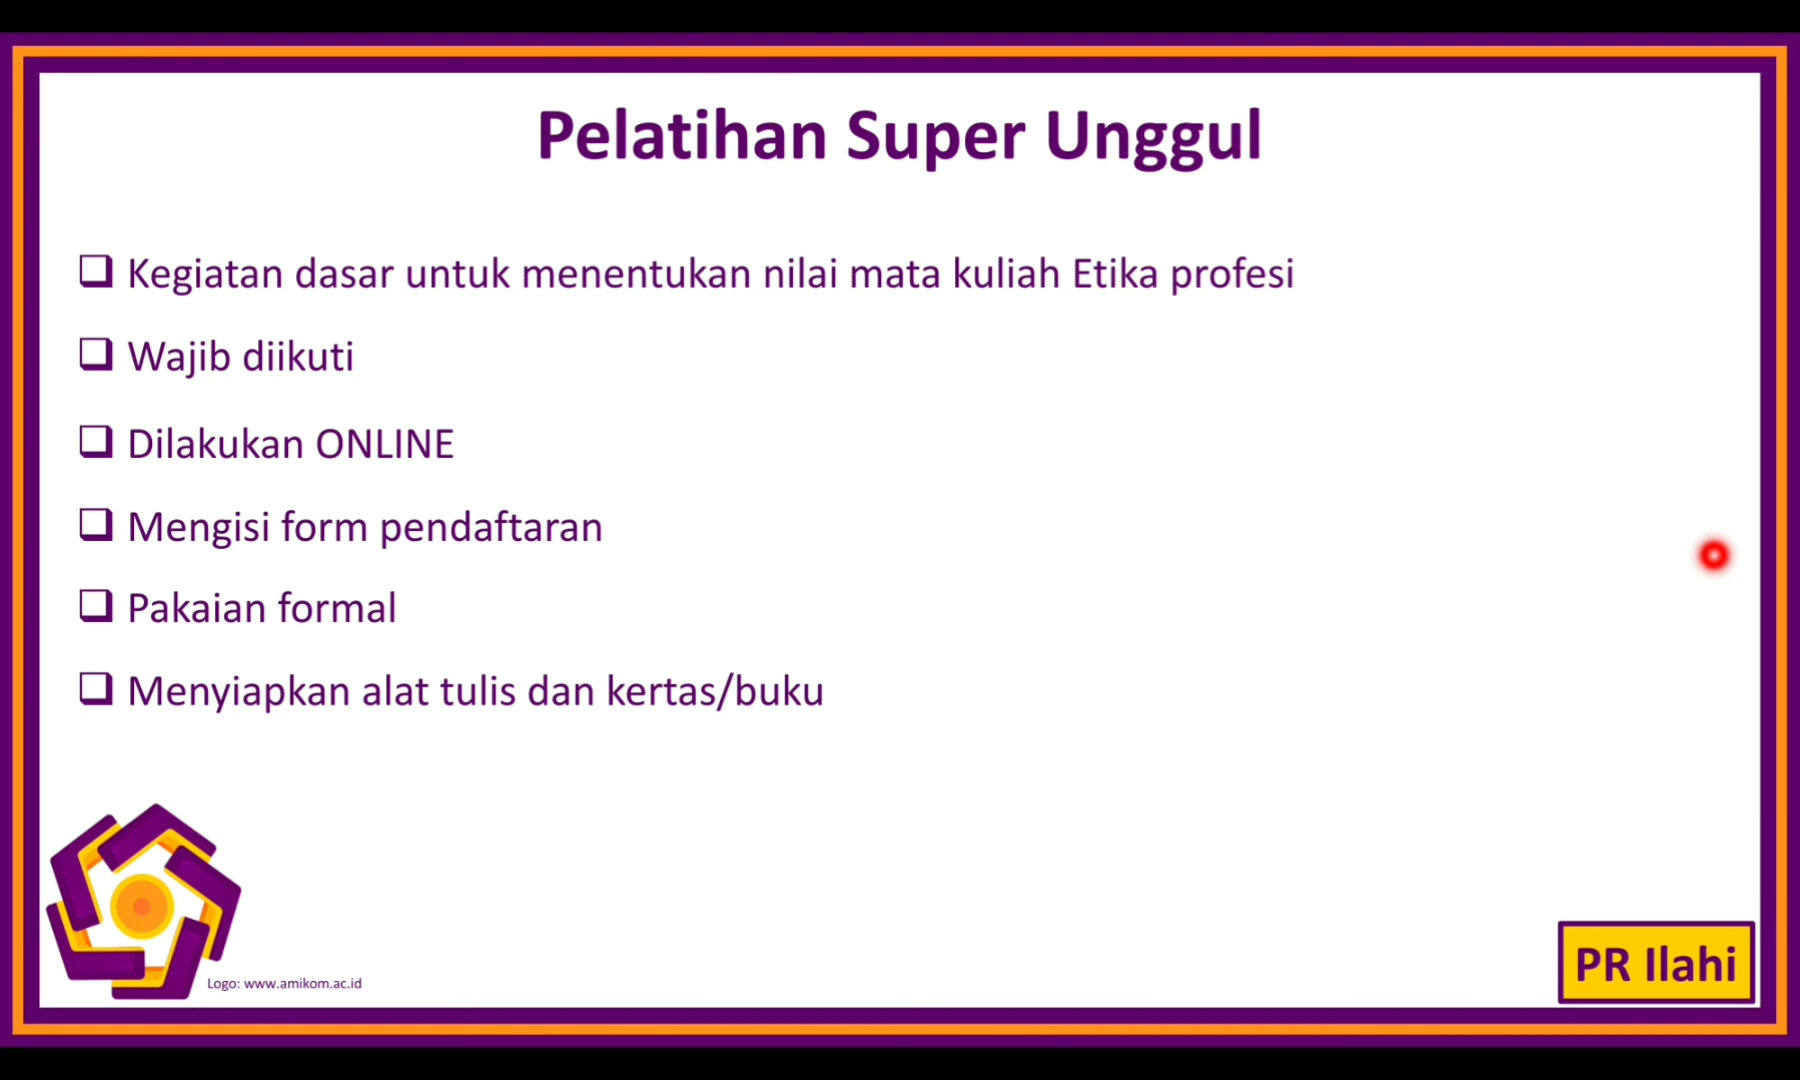 Pelatihan Super Unggul
Kegiatan dasar untuk menentukan nilai mata kuliah Etika profesi
Wajib diikuti
Dilakukan ONLINE
Mengisi form pendaftaran
Pakaian formal
Menyiapkan alat tulis dan kertas/buku
Logo: www.amikom.ac.id
PR Ilahi